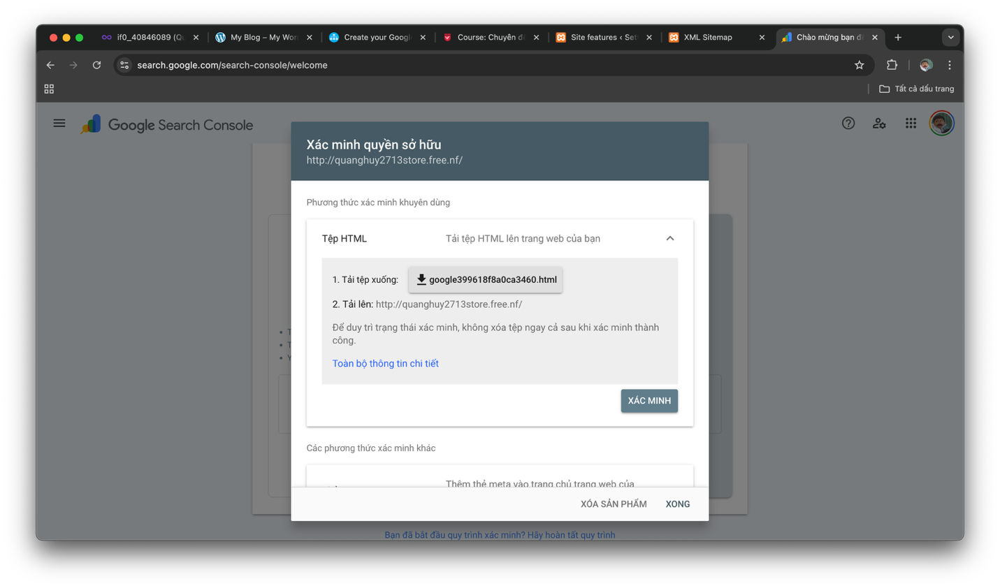 if0_40846089 (Qu
My Blog – My Wor
Create your Googl
Course: Chuyên đ
Site features ‹ Set
XML Sitemap
Chào mừng bạn đ
search.google.com/search-console/welcome
Tất cả dấu trang
Google Search Console
Xác minh quyền sở hữu
http://quanghuy2713store.free.nf/
Phương thức xác minh khuyên dùng
Tệp HTML
Tải tệp HTML lên trang web của bạn
1. Tải tệp xuống: google399618f8a0ca3460.html
2. Tải lên: http://quanghuy2713store.free.nf/
Để duy trì trạng thái xác minh, không xóa tệp ngay cả sau khi xác minh thành
công.
Toàn bộ thông tin chi tiết
XÁC MINH
Các phương thức xác minh khác
Thêm thẻ meta vào trang chủ trang web của
XÓA SẢN PHẨM XONG
Bạn đã bắt đầu quy trình xác minh? Hãy hoàn tất quy trình